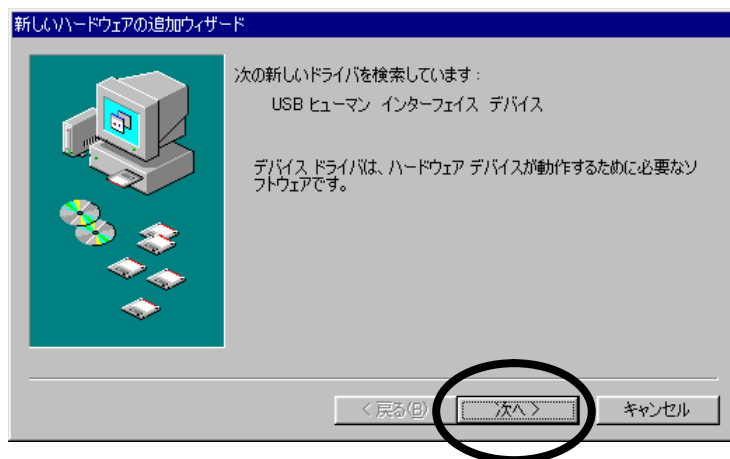 新しいハードウェアの追加ウィザード
次の新しいドライバを検索しています :
USB ヒューマン インターフェイス デバイス
デバイス ドライバは、ハードウェア デバイスが動作するために必要なソ
フトウェアです。
< 戻る(B) 次へ > キャンセル